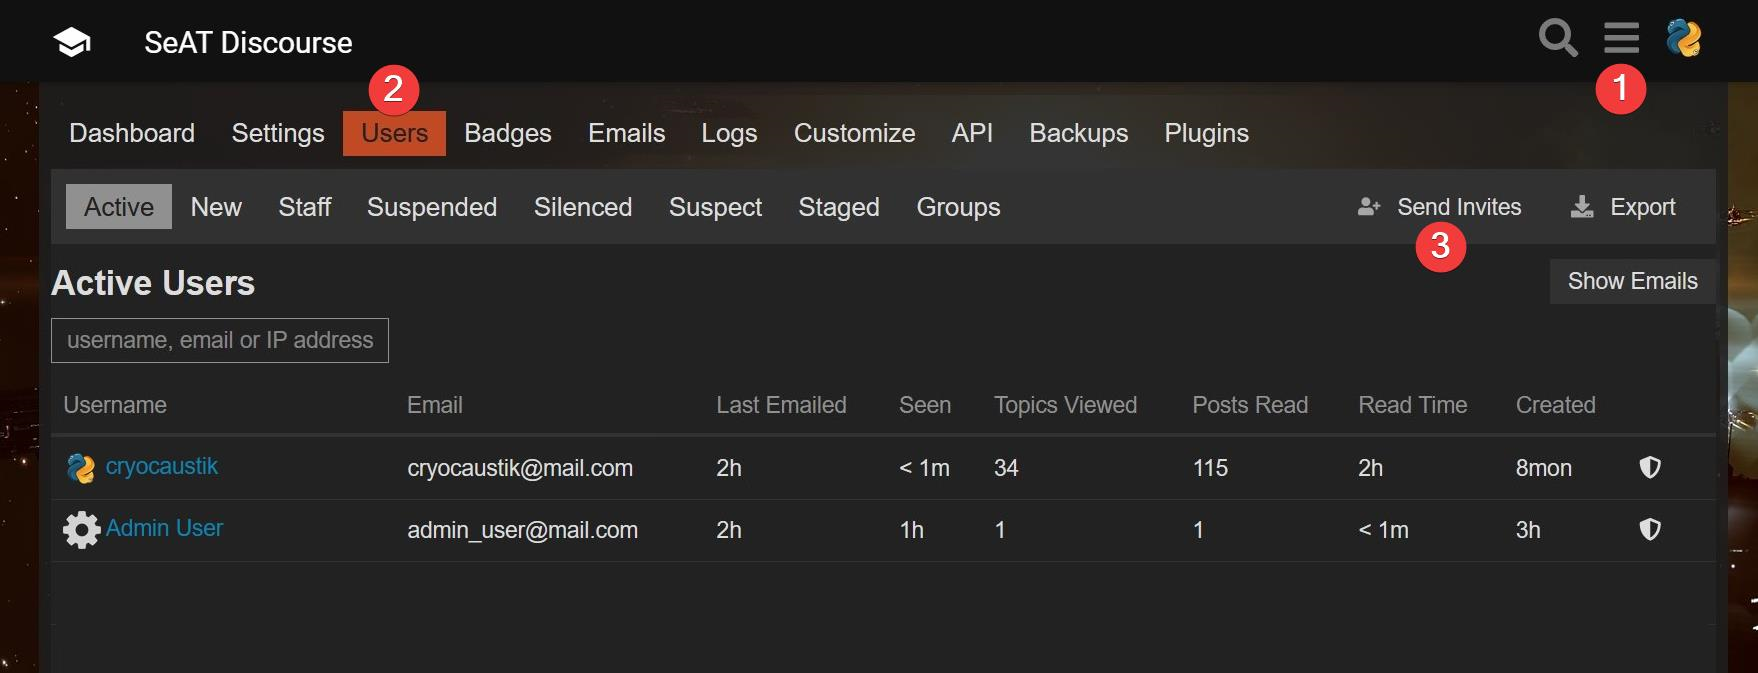 SeAT Discourse
1
2
Dashboard Settings Users Badges Emails Logs Customize API Backups Plugins
Active New Staff Suspended Silenced Suspect Staged Groups Send Invites Export
3
Active Users
Show Emails
username, email or IP address
Username Email Last Emailed Seen Topics Viewed Posts Read Read Time Created
cryocaustik cryocaustik@mail.com 2h < 1m 34 115 2h 8mon
Admin User admin_user@mail.com 2h 1h 1 1 < 1m 3h